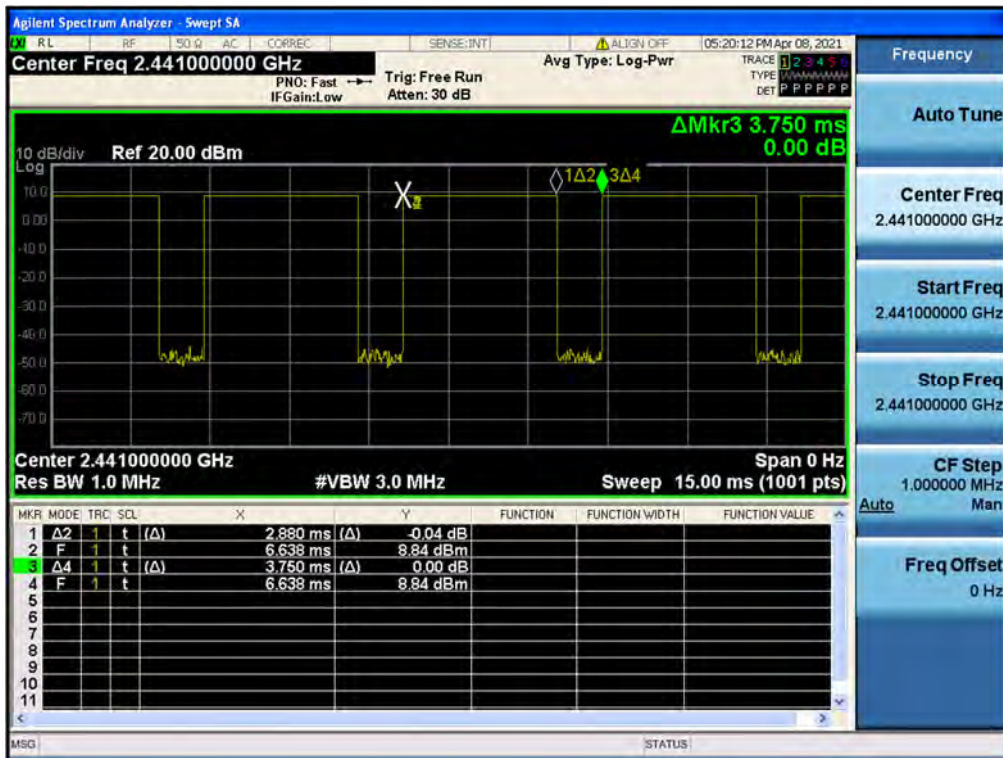 Agilent Spectrum Analyzer - Swept SA
LXI RL RF 50 Ω AC CORREC SENSE:INT ALIGN OFF 05:20:12 PM Apr 08, 2021
Center Freq 2.441000000 GHz
PNO: Fast
IFGain:Low
Trig: Free Run
Atten: 30 dB
Avg Type: Log-Pwr
TRACE 1 2 3 4 5 6
TYPE
DET P P P P P P
ΔMkr3 3.750 ms
0.00 dB
10 dB/div Ref 20.00 dBm
Log
10.0
0.00
-10.0
-20.0
-30.0
-40.0
-50.0
-60.0
-70.0
1Δ2 3Δ4
Center 2.441000000 GHz Span 0 Hz
Res BW 1.0 MHz #VBW 3.0 MHz Sweep 15.00 ms (1001 pts)
MKR MODE TRC SCL X Y FUNCTION FUNCTION WIDTH FUNCTION VALUE
1 Δ2 1 t (Δ) 2.880 ms (Δ) -0.04 dB
2 F 1 t 6.638 ms 8.84 dBm
3 Δ4 1 t (Δ) 3.750 ms (Δ) 0.00 dB
4 F 1 t 6.638 ms 8.84 dBm
5
6
7
8
9
10
11
MSG STATUS
Frequency
Auto Tune
Center Freq
2.441000000 GHz
Start Freq
2.441000000 GHz
Stop Freq
2.441000000 GHz
CF Step
1.000000 MHz
Auto Man
Freq Offset
0 Hz